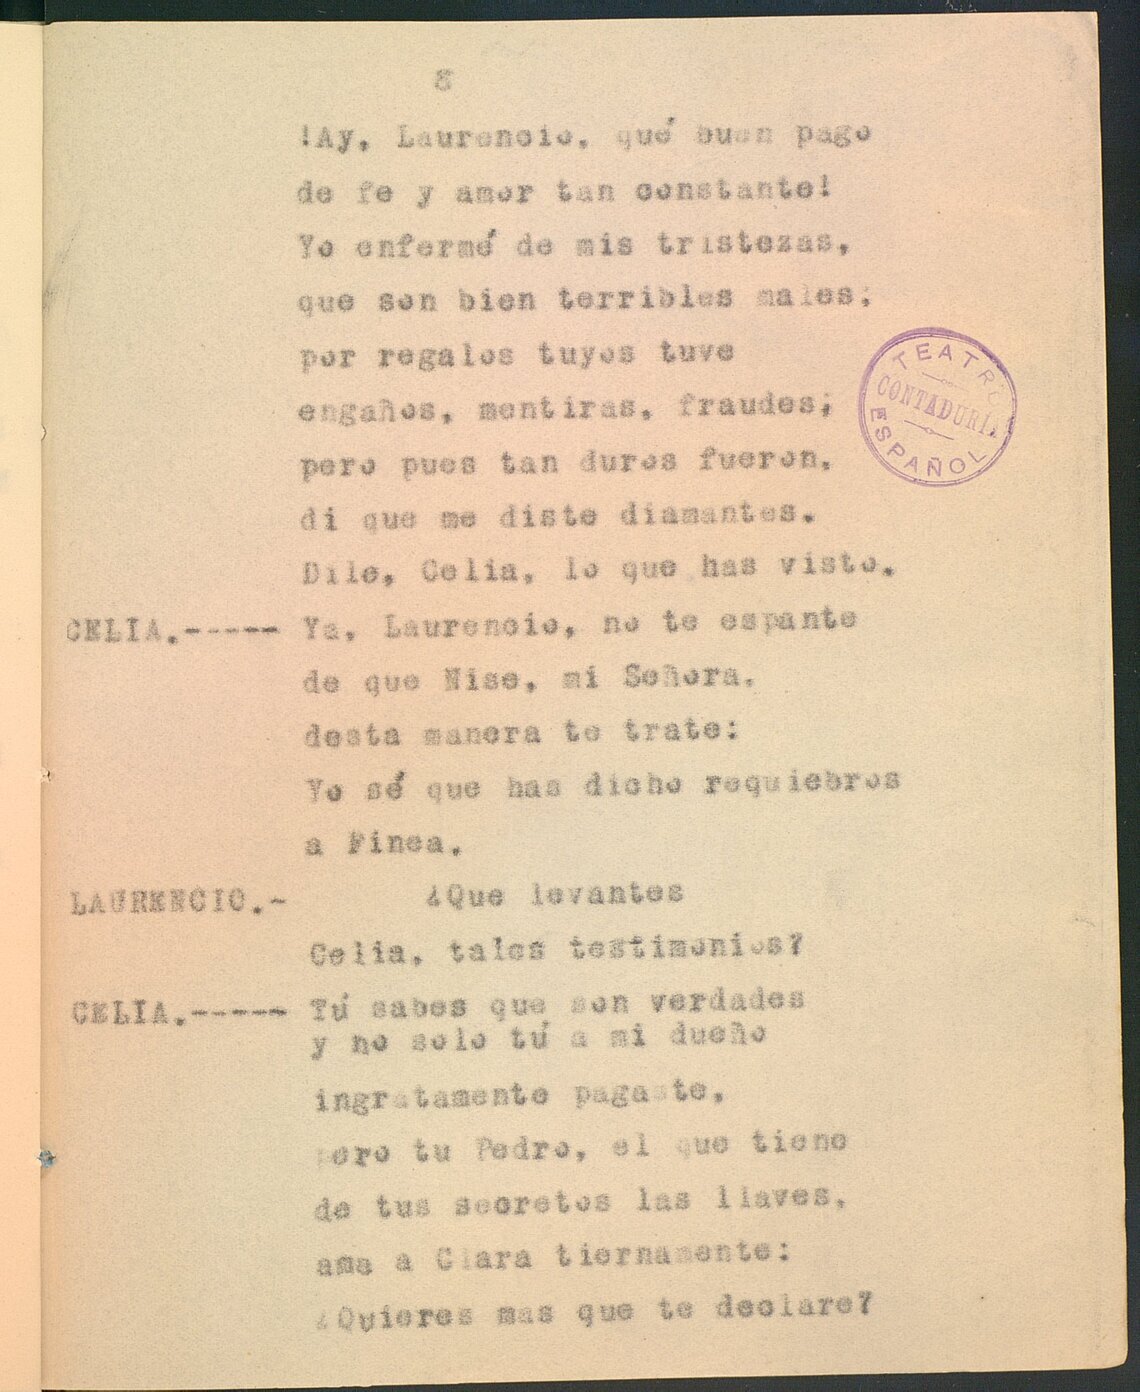 8
!Ay, Laurencio, qué buen pago
de fe y amor tan constante!
Yo enfermé de mis tristezas,
que son bien terribles males;
por regalos tuyos tuve
engaños, mentiras, fraudes;
pero pues tan duros fueron,
di que me diste diamantes.
Dile, Celia, lo que has visto.
CELIA.----- Ya, Laurencio, no te espante
de que Nise, mi Señora,
desta manera te trate:
Yo sé que has dicho requiebros
a Finea.
LAURENCIO.- ¿Que levantes
Celia, tales testimonios?
CELIA.----- Tú sabes que son verdades
y no solo tú a mi dueño
ingratamente pagaste,
pero tu Pedro, el que tiene
de tus secretos las llaves,
ama a Clara tiernamente:
¿Quieres mas que te declare?
TEATRO
CONTADURIA
ESPAÑOL